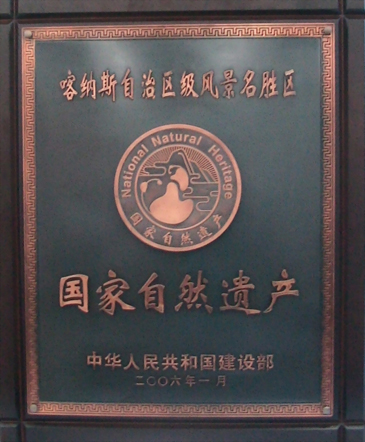 喀纳斯自治区级风景名胜区
National Natural Heritage
国家自然遗产
国家自然遗产
中华人民共和国建设部
二〇〇六年一月